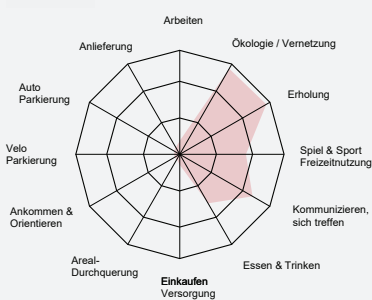 Arbeiten
Ökologie / Vernetzung
Erholung
Spiel & Sport
Freizeitnutzung
Kommunizieren,
sich treffen
Essen & Trinken
Einkaufen
Versorgung
Areal-
Durchquerung
Ankommen &
Orientieren
Velo
Parkierung
Auto
Parkierung
Anlieferung